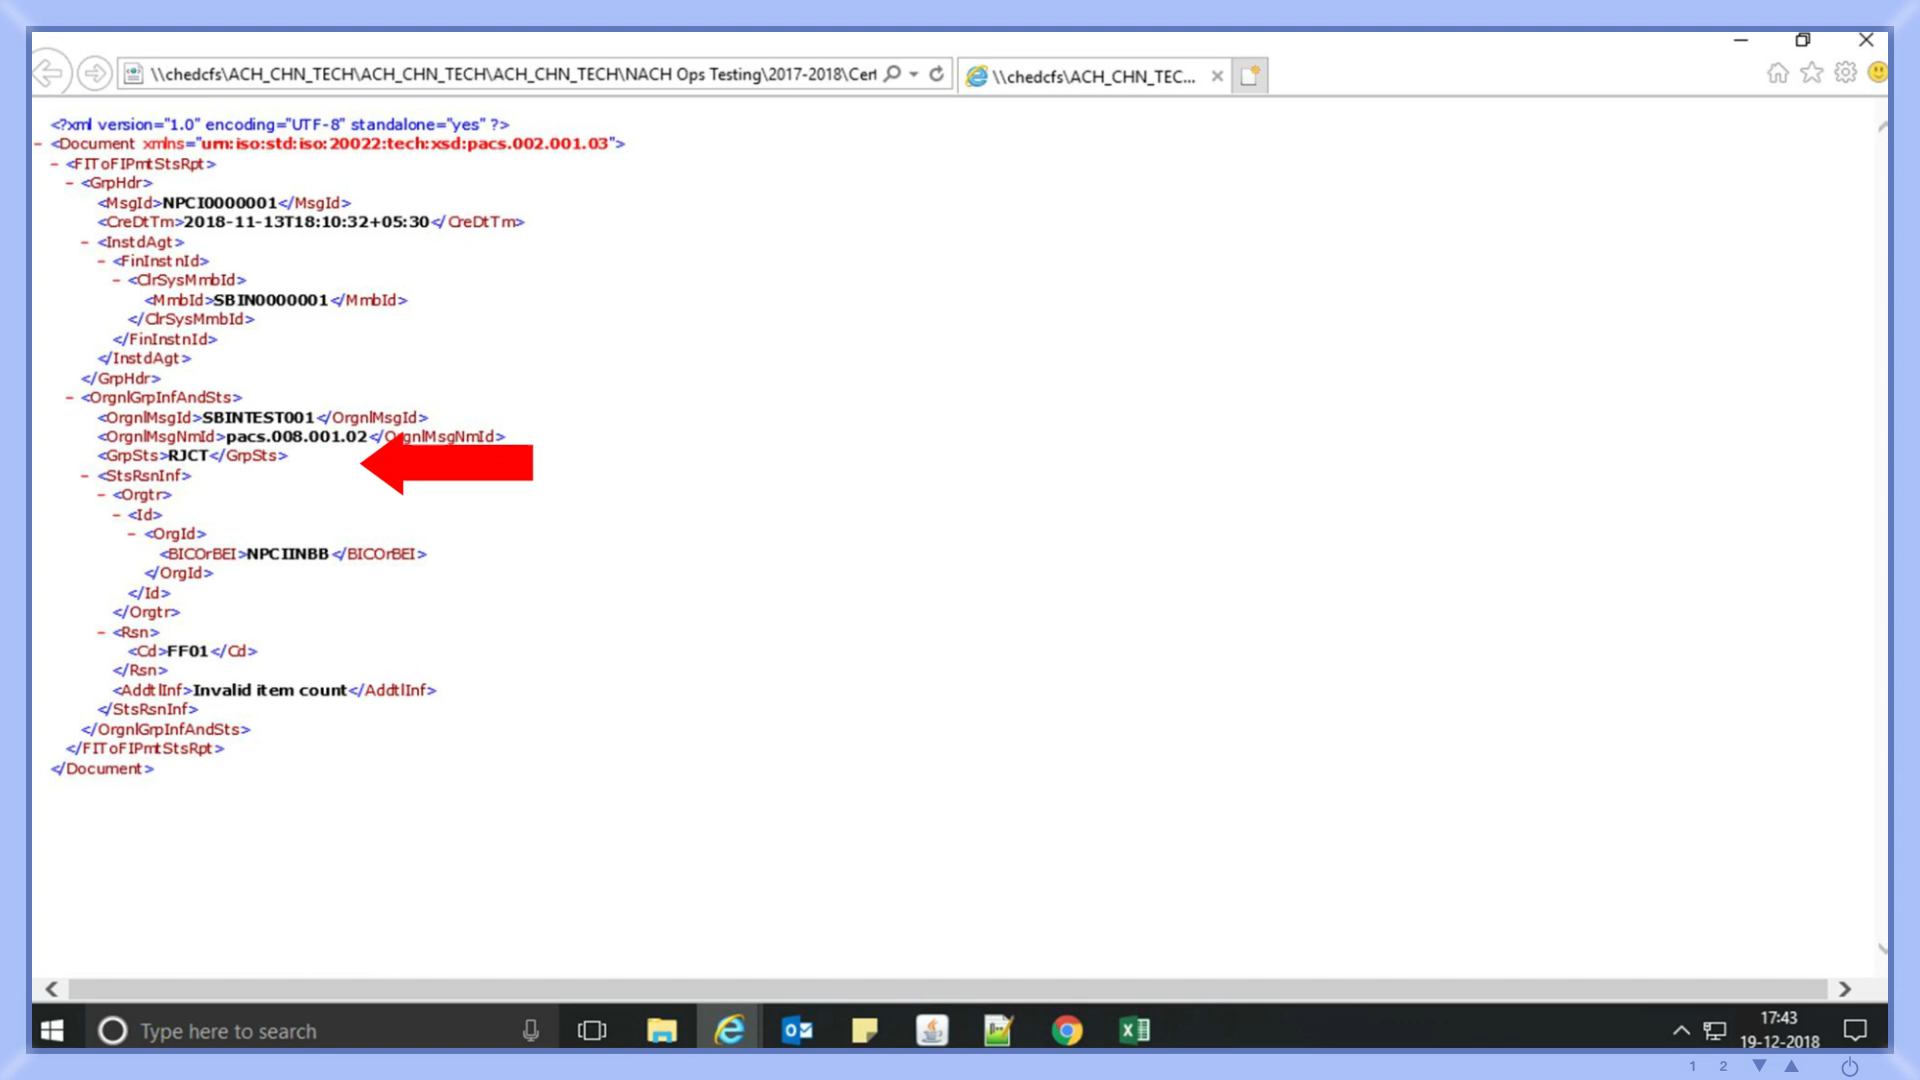 \\chedcfs\ACH_CHN_TECH\ACH_CHN_TECH\ACH_CHN_TECH\NACH Ops Testing\2017-2018\Cert
\\chedcfs\ACH_CHN_TEC...
<?xml version="1.0" encoding="UTF-8" standalone="yes" ?>
- <Document xmlns="urn:iso:std:iso:20022:tech:xsd:pacs.002.001.03">
- <FIToFIPmtStsRpt>
- <GrpHdr>
<MsgId>NPCI0000001</MsgId>
<CreDtTm>2018-11-13T18:10:32+05:30</CreDtTm>
- <InstdAgt>
- <FinInstnId>
- <ClrSysMmbId>
<MmbId>SBIN0000001</MmbId>
</ClrSysMmbId>
</FinInstnId>
</InstdAgt>
</GrpHdr>
- <OrgnlGrpInfAndSts>
<OrgnlMsgId>SBINTEST001</OrgnlMsgId>
<OrgnlMsgNmId>pacs.008.001.02</OrgnlMsgNmId>
<GrpSts>RJCT</GrpSts>
- <StsRsnInf>
- <Orgtr>
- <Id>
- <OrgId>
<BICOrBEI>NPCIINBB</BICOrBEI>
</OrgId>
</Id>
</Orgtr>
- <Rsn>
<Cd>FF01</Cd>
</Rsn>
<AddtlInf>Invalid item count</AddtlInf>
</StsRsnInf>
</OrgnlGrpInfAndSts>
</FIToFIPmtStsRpt>
</Document>
Type here to search
17:43
19-12-2018
1 2